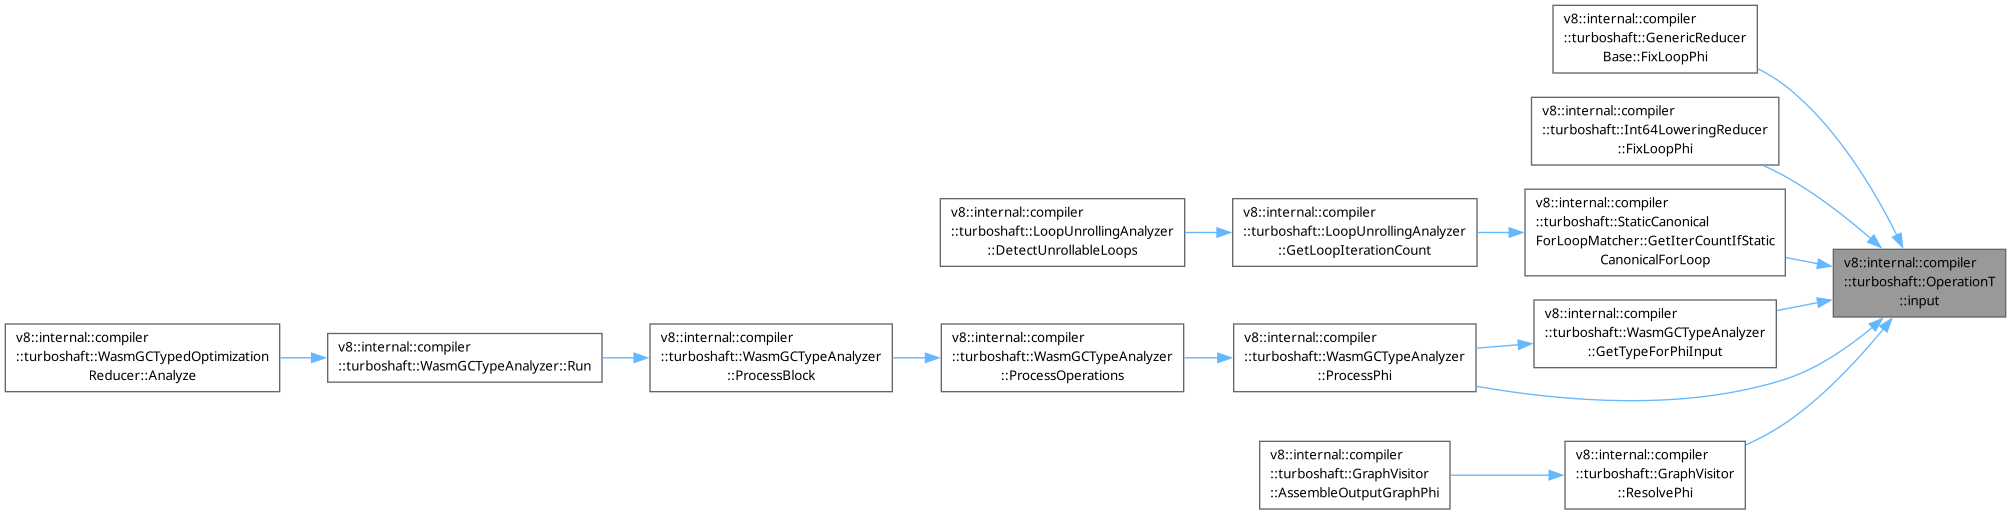 v8::internal::compiler
::turboshaft::GenericReducer
Base::FixLoopPhi
v8::internal::compiler
::turboshaft::Int64LoweringReducer
::FixLoopPhi
v8::internal::compiler
::turboshaft::LoopUnrollingAnalyzer
::DetectUnrollableLoops
v8::internal::compiler
::turboshaft::LoopUnrollingAnalyzer
::GetLoopIterationCount
v8::internal::compiler
::turboshaft::StaticCanonical
ForLoopMatcher::GetIterCountIfStatic
CanonicalForLoop
v8::internal::compiler
::turboshaft::OperationT
::input
v8::internal::compiler
::turboshaft::WasmGCTypedOptimization
Reducer::Analyze
v8::internal::compiler
::turboshaft::WasmGCTypeAnalyzer::Run
v8::internal::compiler
::turboshaft::WasmGCTypeAnalyzer
::ProcessBlock
v8::internal::compiler
::turboshaft::WasmGCTypeAnalyzer
::ProcessOperations
v8::internal::compiler
::turboshaft::WasmGCTypeAnalyzer
::ProcessPhi
v8::internal::compiler
::turboshaft::WasmGCTypeAnalyzer
::GetTypeForPhiInput
v8::internal::compiler
::turboshaft::GraphVisitor
::AssembleOutputGraphPhi
v8::internal::compiler
::turboshaft::GraphVisitor
::ResolvePhi